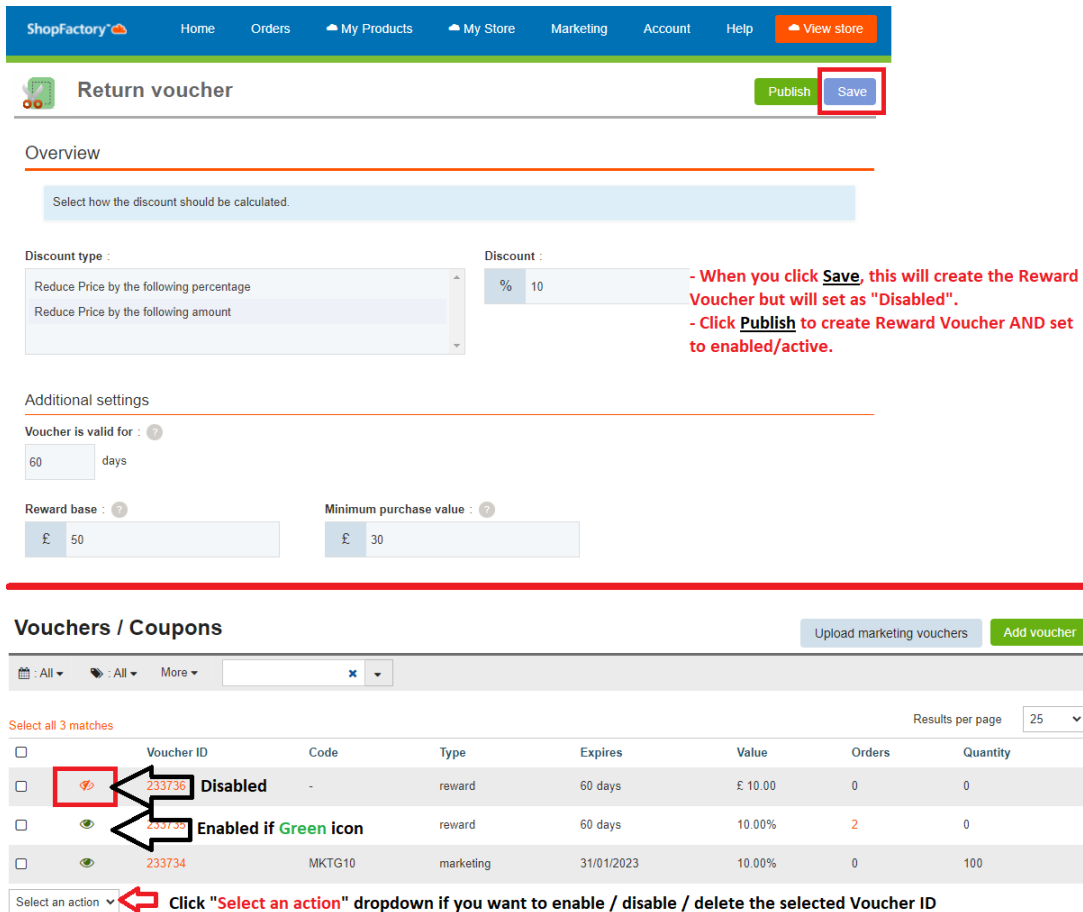 ShopFactory Home Orders My Products My Store Marketing Account Help View store
Return voucher Publish Save
Overview
Select how the discount should be calculated.
Discount type :
Reduce Price by the following percentage
Reduce Price by the following amount
Discount :
% 10
- When you click Save, this will create the Reward
Voucher but will set as "Disabled".
- Click Publish to create Reward Voucher AND set
to enabled/active.
Additional settings
Voucher is valid for : ?
60 days
Reward base : ? Minimum purchase value : ?
£ 50 £ 30
Vouchers / Coupons Upload marketing vouchers Add voucher
: All : All More
Select all 3 matches Results per page 25
Voucher ID Code Type Expires Value Orders Quantity
233736 Disabled - reward 60 days £ 10.00 0 0
233735 Enabled if Green icon reward 60 days 10.00% 2 0
233734 MKTG10 marketing 31/01/2023 10.00% 0 100
Select an action Click "Select an action" dropdown if you want to enable / disable / delete the selected Voucher ID